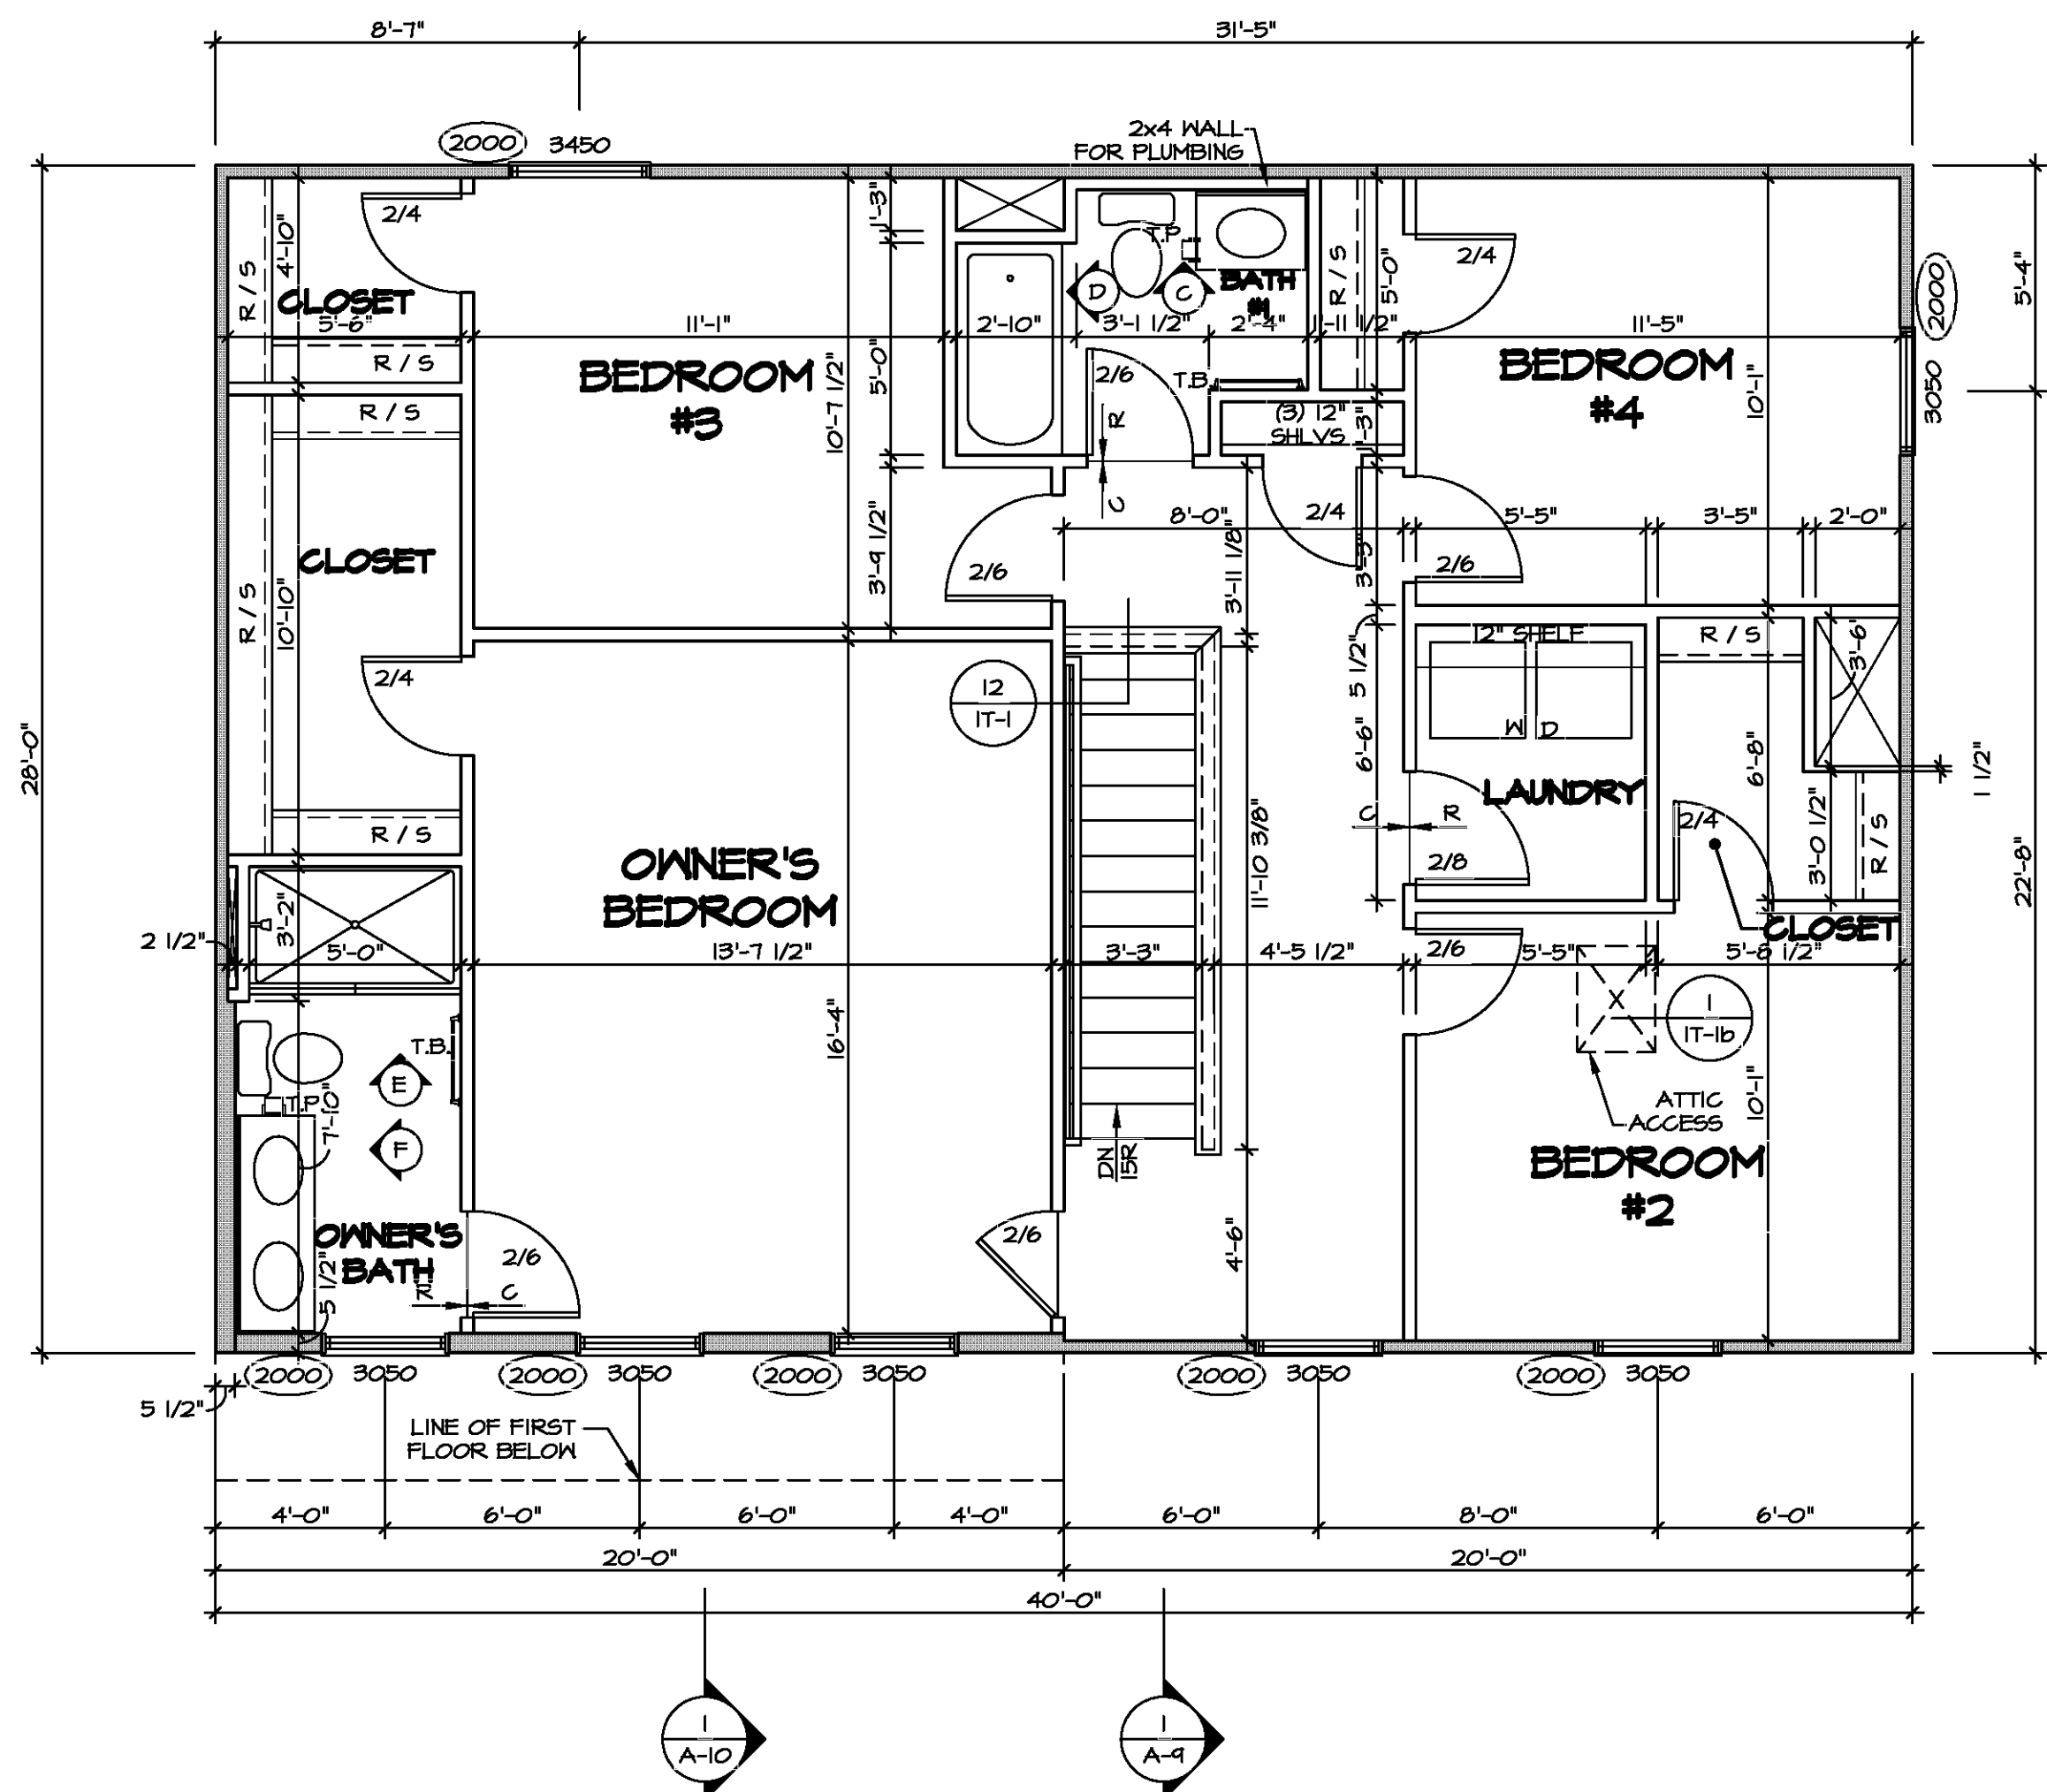 8'-7"
31'-5"
2000
3450
2x4 WALL
FOR PLUMBING
2/4
R / S
4'-10"
CLOSET
5'-6"
R / S
11'-1"
BEDROOM
#3
10'-7 1/2"
1'-3"
5'-0"
3'-9 1/2"
2'-10"
T.P
D
C
BATH
#1
3'-1 1/2"
2'-4"
1'-11 1/2"
2/6
T.B.
R
C
R / S
5'-0"
(3) 12"
SHLVS
1'-3"
2/4
2/4
11'-5"
BEDROOM
#4
10'-1"
2000
3050
5'-4"
28'-0"
R / S
CLOSET
R / S
10'-10"
2/4
R / S
2/6
8'-0"
3'-11 1/8"
3'-3"
2/6
5'-5"
3'-5"
2'-0"
12
1T-1
5 1/2"
6'-6"
12" SHELF
W
D
LAUNDRY
C
R
2/8
R / S
3'-6"
6'-8"
1 1/2"
3'-0 1/2"
R / S
2/4
CLOSET
22'-8"
OWNER'S
BEDROOM
2 1/2"
3'-2"
5'-0"
13'-7 1/2"
3'-3"
11'-10 3/8"
4'-5 1/2"
2/6
5'-5"
5'-8 1/2"
1
1T-1b
ATTIC
ACCESS
10'-1"
BEDROOM
#2
16'-4"
T.B.
E
T.P
7'-10"
F
OWNER'S
BATH
5 1/2"
2/6
C
2/6
DN
15R
4'-6"
2000
3050
2000
3050
2000
3050
2000
3050
2000
3050
5 1/2"
LINE OF FIRST
FLOOR BELOW
4'-0"
6'-0"
6'-0"
4'-0"
6'-0"
8'-0"
6'-0"
20'-0"
20'-0"
40'-0"
1
A-10
1
A-9